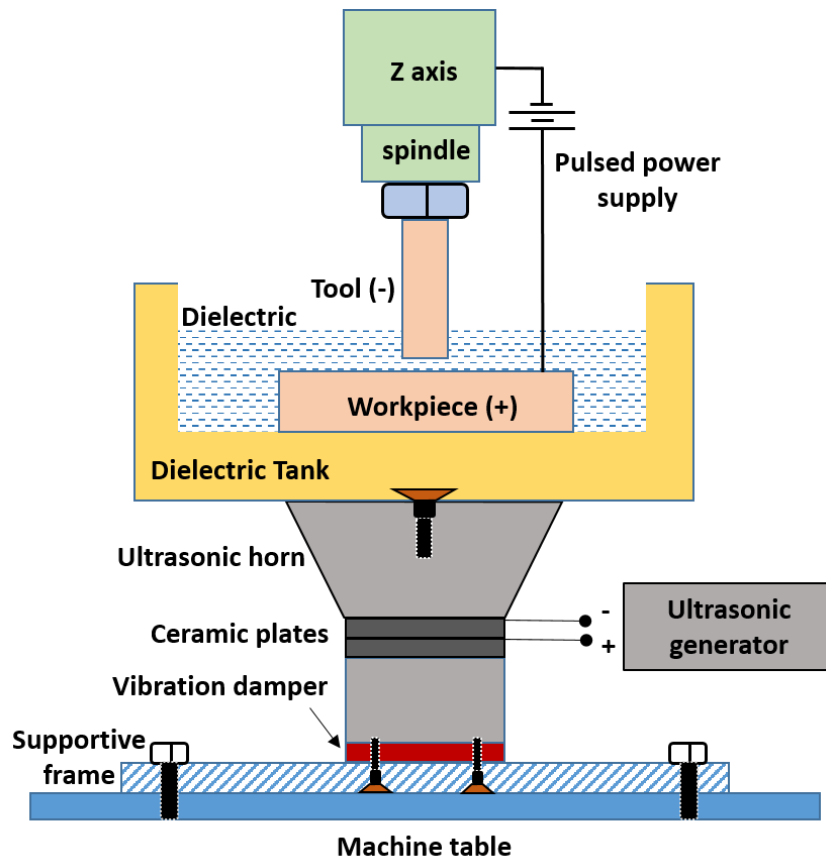 Z axis
spindle
Pulsed power
supply
Tool (-)
Dielectric
Workpiece (+)
Dielectric Tank
Ultrasonic horn
Ceramic plates
-
+
Ultrasonic
generator
Vibration damper
Supportive
frame
Machine table